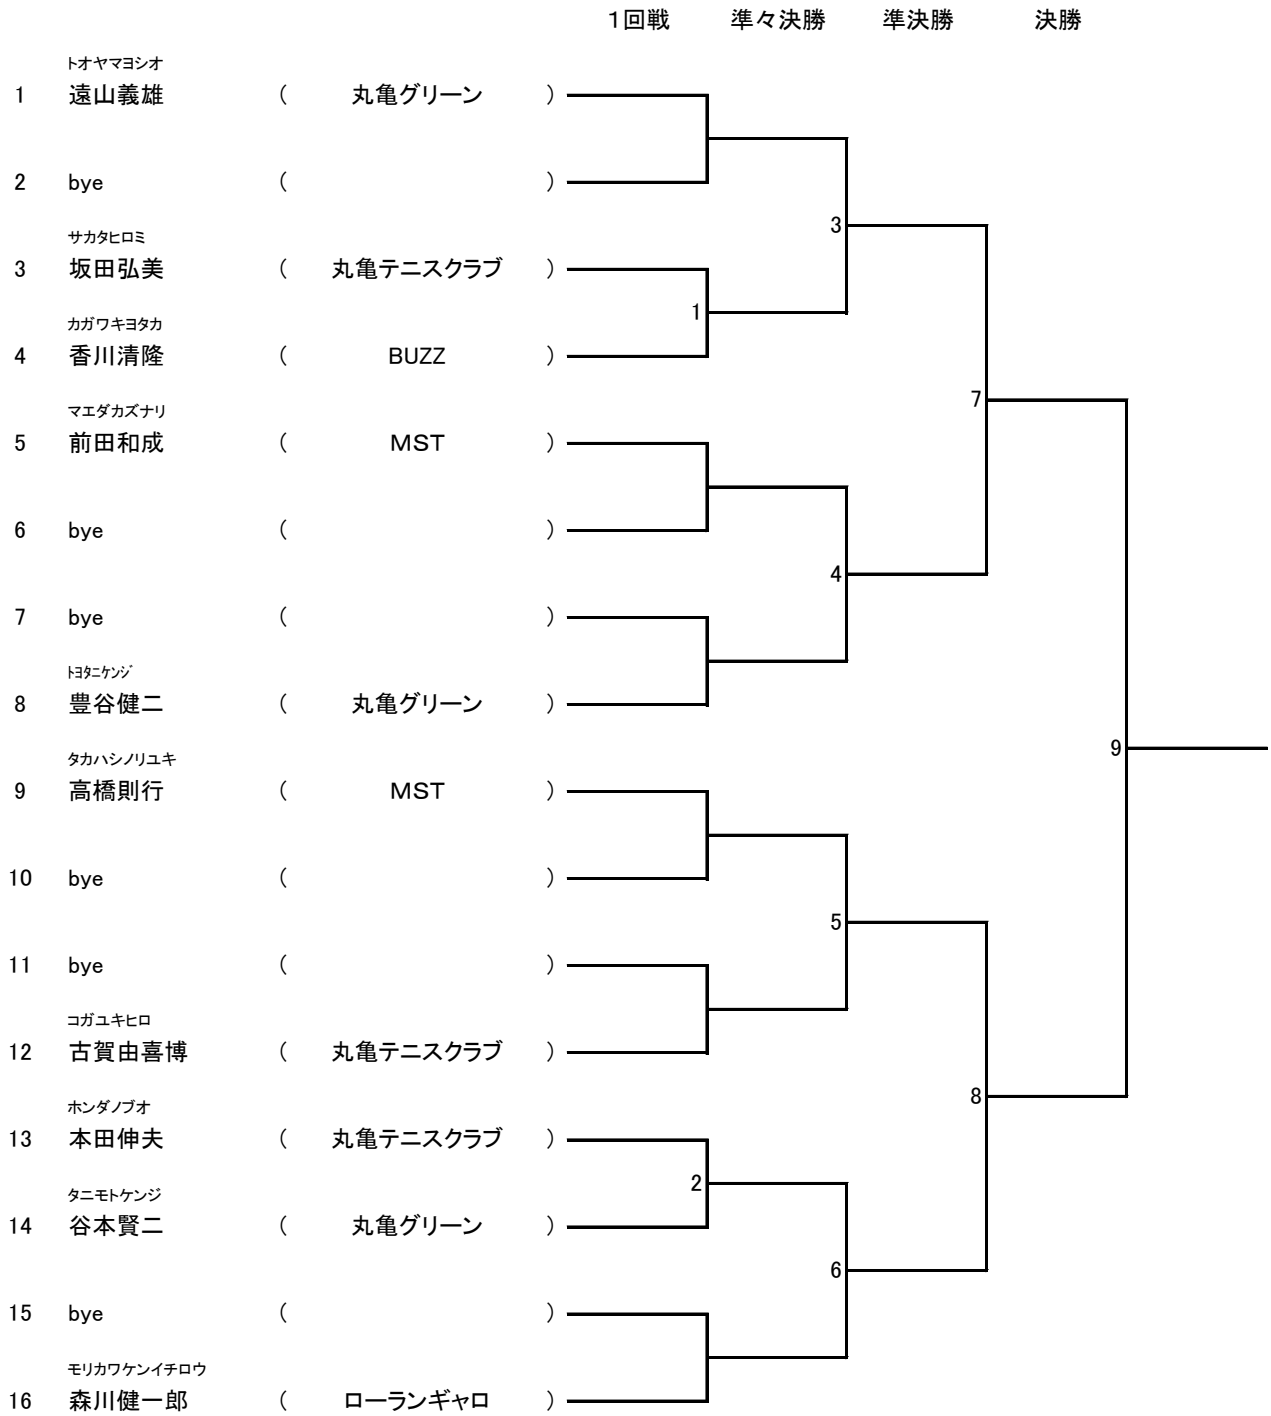 １回戦 準々決勝 準決勝 決勝
トオヤマヨシオ
1 遠山義雄 ( 丸亀グリーン )
2 bye ( )
3
サカタヒロミ
3 坂田弘美 ( 丸亀テニスクラブ )
1
カガワキヨタカ
4 香川清隆 ( BUZZ )
7
マエダカズナリ
5 前田和成 ( MST )
6 bye ( )
4
7 bye ( )
ﾄﾖﾀﾆｹﾝｼﾞ
8 豊谷健二 ( 丸亀グリーン )
9
タカハシノリユキ
9 高橋則行 ( MST )
10 bye ( )
5
11 bye ( )
コガユキヒロ
12 古賀由喜博 ( 丸亀テニスクラブ )
8
ホンダノブオ
13 本田伸夫 ( 丸亀テニスクラブ )
2
タニモトケンジ
14 谷本賢二 ( 丸亀グリーン )
6
15 bye ( )
モリカワケンイチロウ
16 森川健一郎 ( ローランギャロ )